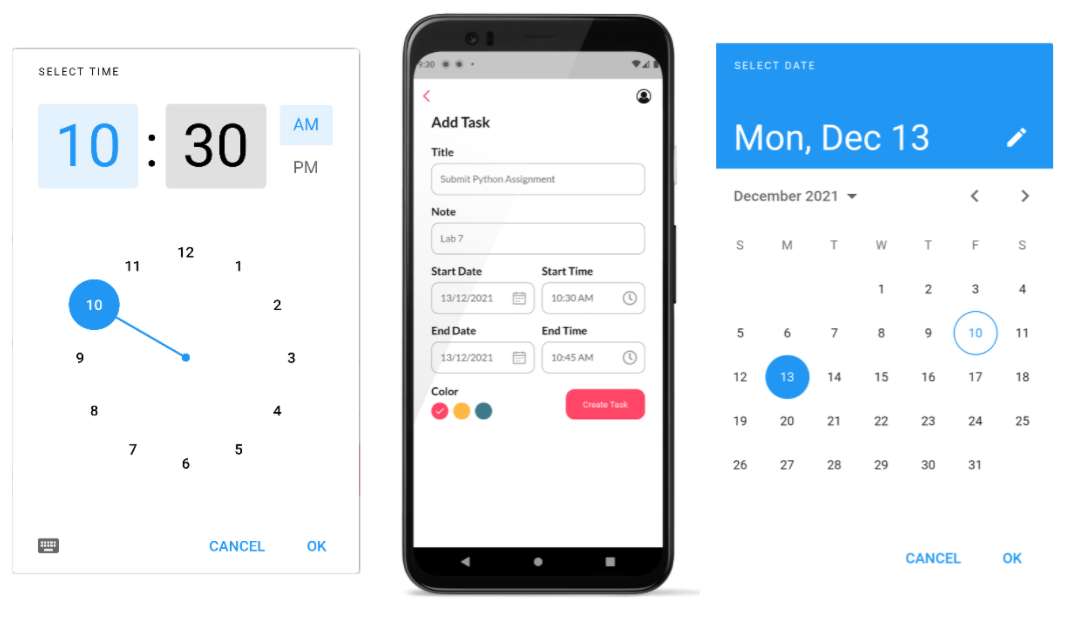 SELECT TIME
10 : 30
AM
PM
12
11
1
10
2
9
3
8
4
7
5
6
CANCEL
OK
9:30
Add Task
Title
Submit Python Assignment
Note
Lab 7
Start Date
Start Time
13/12/2021
10:30 AM
End Date
End Time
13/12/2021
10:45 AM
Color
Create Task
SELECT DATE
Mon, Dec 13
December 2021
S M T W T F S
1 2 3 4
5 6 7 8 9 10 11
12 13 14 15 16 17 18
19 20 21 22 23 24 25
26 27 28 29 30 31
CANCEL
OK